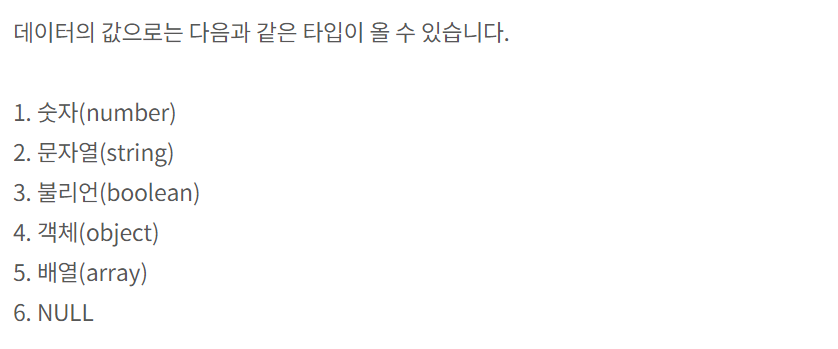 데이터의 값으로는 다음과 같은 타입이 올 수 있습니다.
1. 숫자(number)
2. 문자열(string)
3. 불리언(boolean)
4. 객체(object)
5. 배열(array)
6. NULL